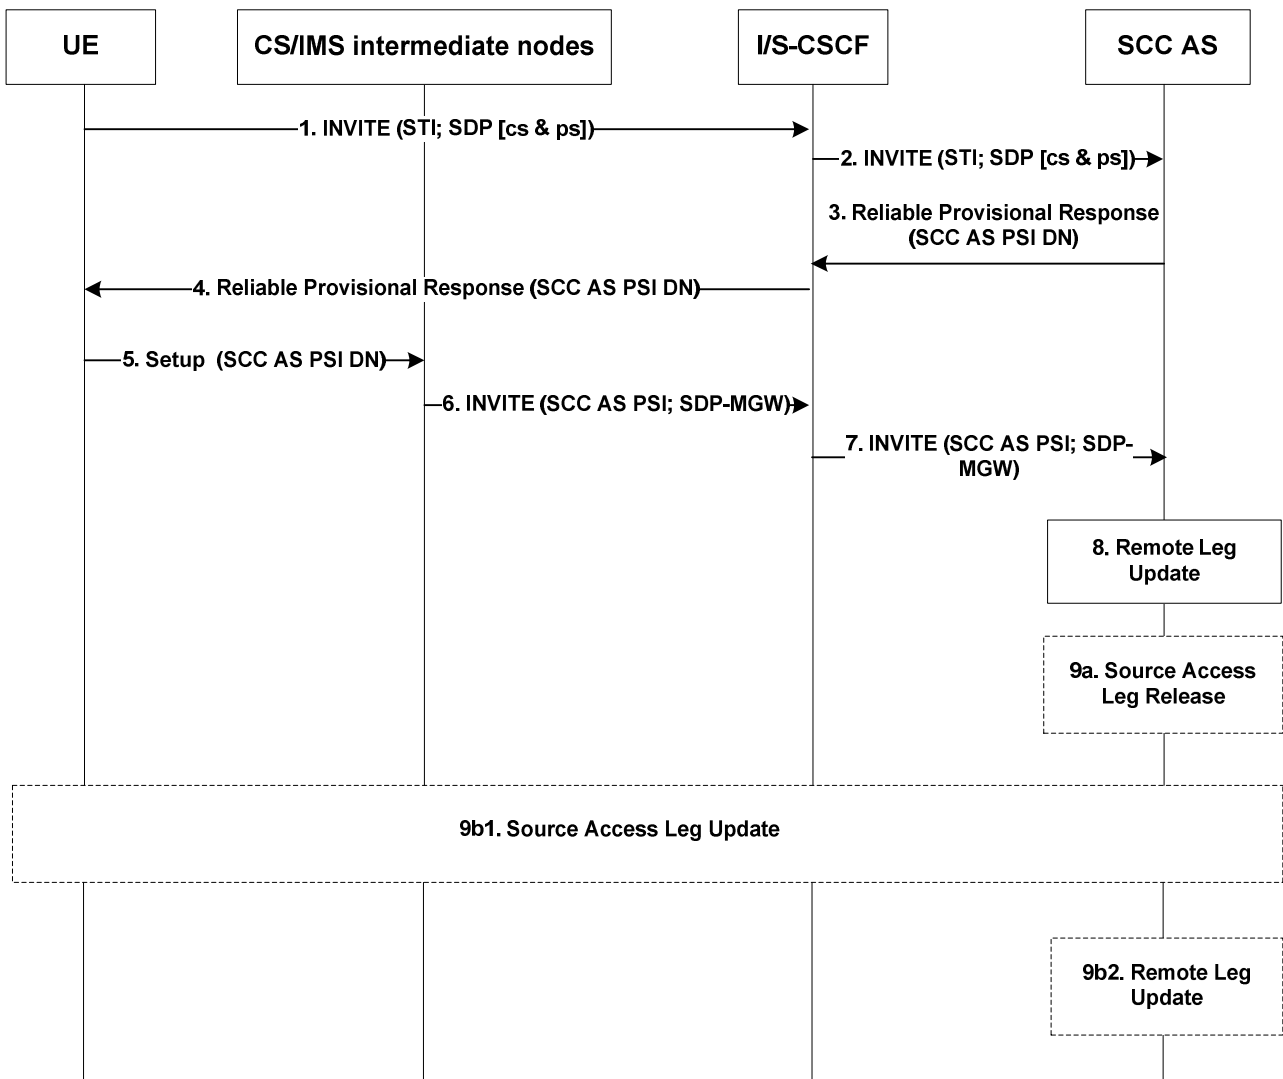 UE
CS/IMS intermediate nodes
I/S-CSCF
SCC AS
1. INVITE (STI; SDP [cs & ps])
2. INVITE (STI; SDP [cs & ps])
3. Reliable Provisional Response
(SCC AS PSI DN)
4. Reliable Provisional Response (SCC AS PSI DN)
5. Setup (SCC AS PSI DN)
6. INVITE (SCC AS PSI; SDP-MGW)
7. INVITE (SCC AS PSI; SDP-
MGW)
8. Remote Leg
Update
9a. Source Access
Leg Release
9b1. Source Access Leg Update
9b2. Remote Leg
Update